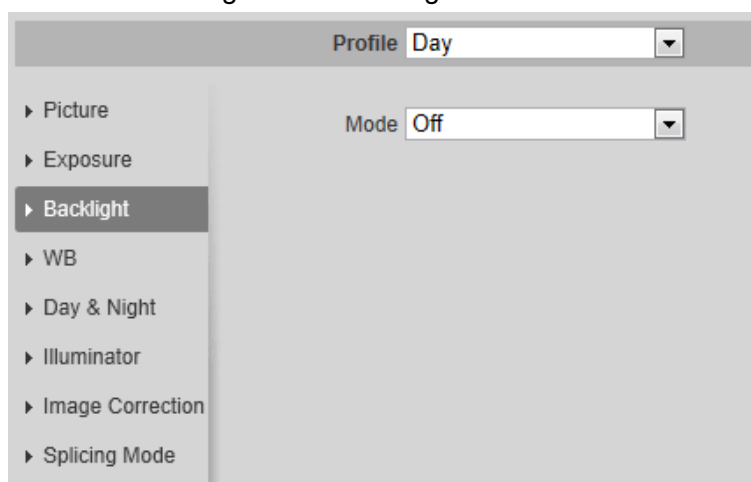 Profile Day
Picture
Mode Off
Exposure
Backlight
WB
Day & Night
Illuminator
Image Correction
Splicing Mode